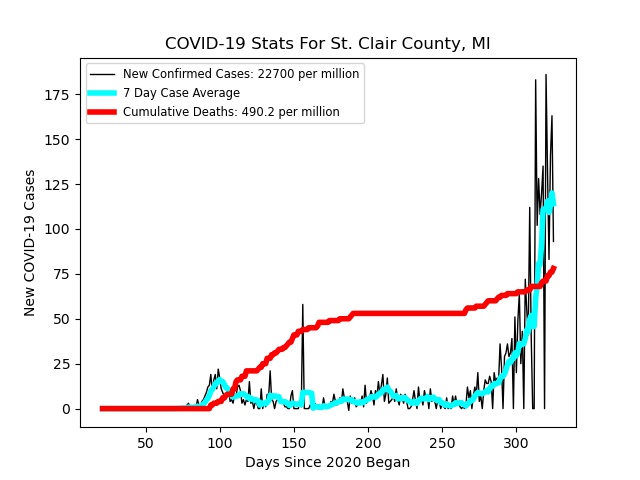 COVID-19 Stats For St. Clair County, MI
New Confirmed Cases: 22700 per million
7 Day Case Average
Cumulative Deaths: 490.2 per million
New COVID-19 Cases
175
150
125
100
75
50
25
0
50 100 150 200 250 300
Days Since 2020 Began